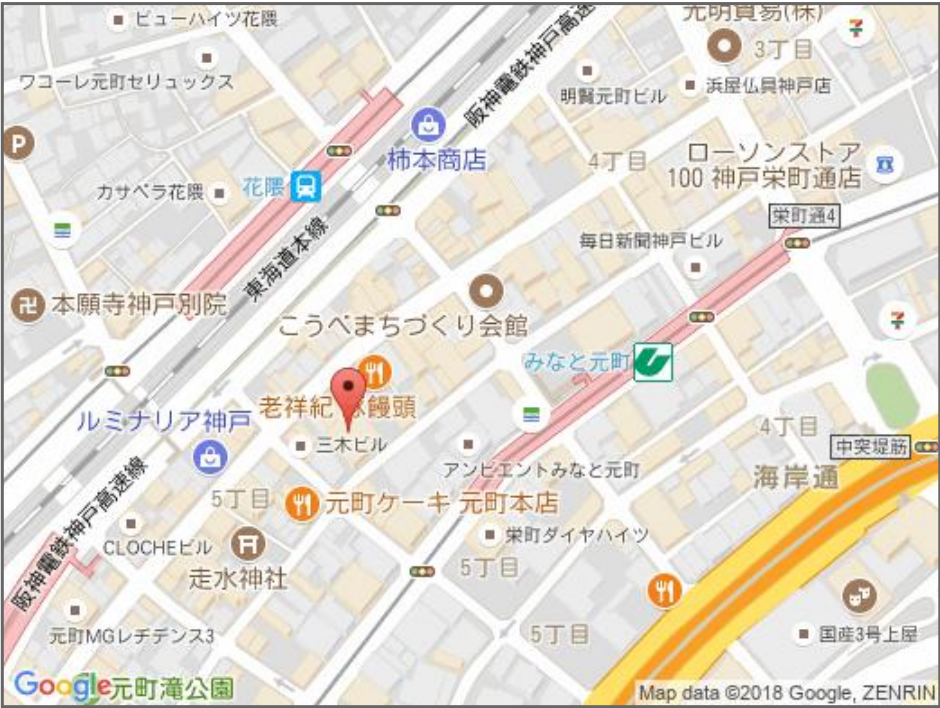 ビューハイツ花隈
ワコーレ元町セリュックス
阪神電鉄神戸高速
光明貿易(株)
3丁目
明賢元町ビル
浜屋仏具神戸店
P
柿本商店
4丁目
ローソンストア
100 神戸栄町通店
カサベラ花隈
花隈
栄町通4
東海道本線
毎日新聞神戸ビル
本願寺神戸別院
こうべまちづくり会館
みなと元町
7
老祥紀
豚饅頭
ルミナリア神戸
三木ビル
4丁目
中突堤筋
アンビエントみなと元町
海岸通
阪神電鉄神戸高速線
5丁目
元町ケーキ 元町本店
CLOCHEビル
栄町ダイヤハイツ
走水神社
5丁目
元町MGレチデンス3
5丁目
国産3号上屋
Google
元町滝公園
Map data ©2018 Google, ZENRIN